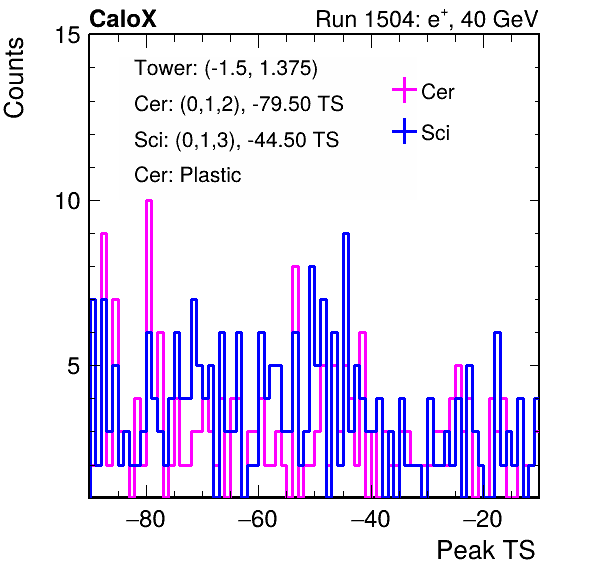 CaloX Run 1504: e⁺, 40 GeV
Counts
15
Tower: (-1.5, 1.375)
Cer: (0,1,2), -79.50 TS
Sci: (0,1,3), -44.50 TS
Cer: Plastic
Cer
Sci
10
5
−80 −60 −40 −20
Peak TS